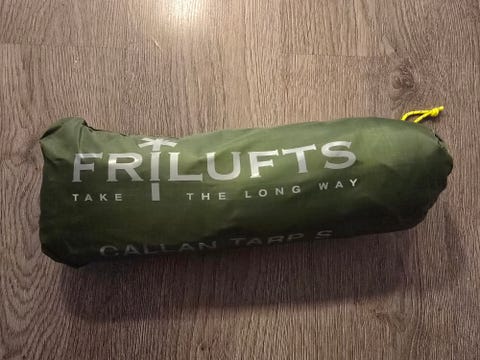 FRILUFTS
TAKE THE LONG WAY
CALLAN TARP S